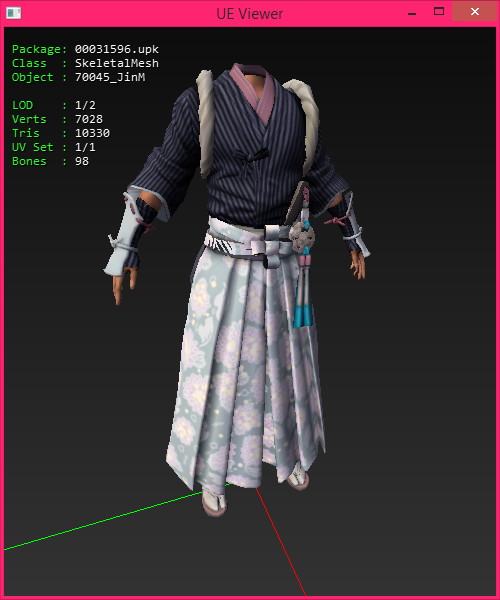 UE Viewer
Package: 00031596.upk
Class  : SkeletalMesh
Object : 70045_JinM
LOD    : 1/2
Verts  : 7028
Tris   : 10330
UV Set : 1/1
Bones  : 98